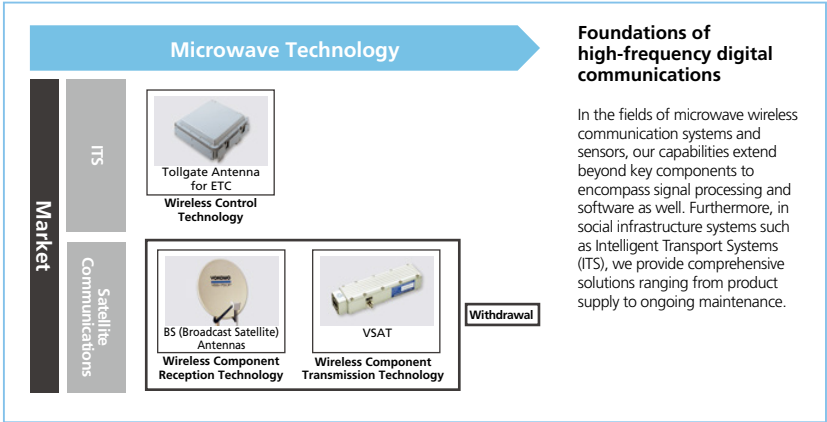 Microwave Technology
Market
ITS
Tollgate Antenna
for ETC
Wireless Control
Technology
Satellite
Communications
YOKOWO
BS (Broadcast Satellite)
Antennas
Wireless Component
Reception Technology
VSAT
Wireless Component
Transmission Technology
Withdrawal
Foundations of
high-frequency digital
communications
In the fields of microwave wireless
communication systems and
sensors, our capabilities extend
beyond key components to
encompass signal processing and
software as well. Furthermore, in
social infrastructure systems such
as Intelligent Transport Systems
(ITS), we provide comprehensive
solutions ranging from product
supply to ongoing maintenance.